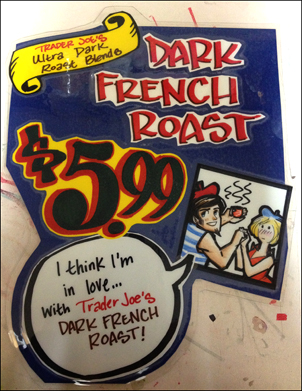 TRADER JOE'S
Ultra Dark
Roast Blends
DARK
FRENCH
ROAST
$5.99
I think I'm
in love...
with Trader Joe's
DARK FRENCH
ROAST!